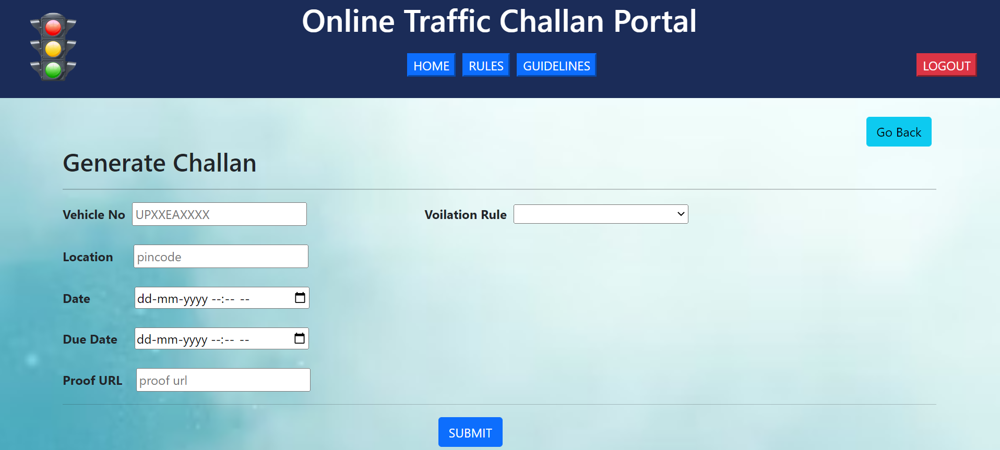 Online Traffic Challan Portal
HOME RULES GUIDELINES LOGOUT
Go Back
Generate Challan
Vehicle No UPXXEAXXXX Voilation Rule
Location pincode
Date dd-mm-yyyy --:-- --
Due Date dd-mm-yyyy --:-- --
Proof URL proof url
SUBMIT